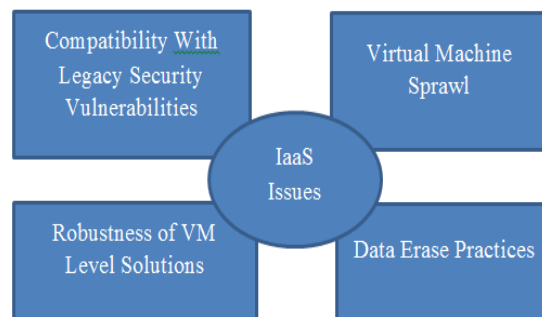 Compatibility With
Legacy Security
Vulnerabilities
Virtual Machine
Sprawl
IaaS
Issues
Robustness of VM
Level Solutions
Data Erase Practices